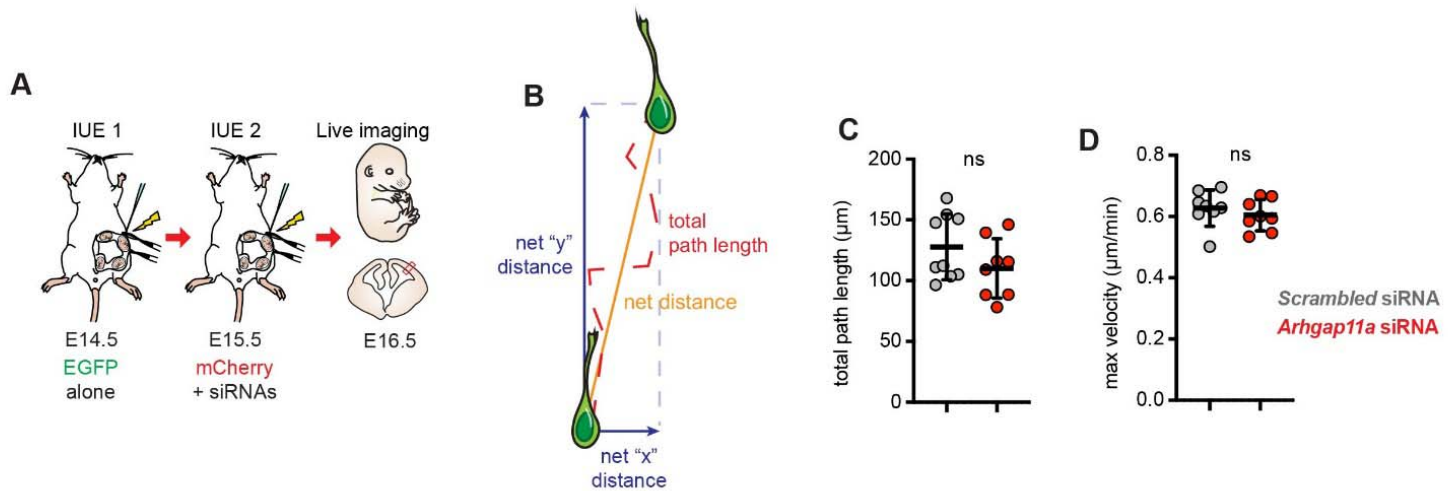 A
IUE 1
IUE 2
Live imaging
E14.5
E15.5
E16.5
EGFP
alone
mCherry
+ siRNAs
B
net "y"
distance
total
path length
net distance
net "x"
distance
C
ns
total path length (μm)
200
150
100
50
0
D
ns
max velocity (μm/min)
0.8
0.6
0.4
0.2
0.0
Scrambled siRNA
Arhgap11a siRNA